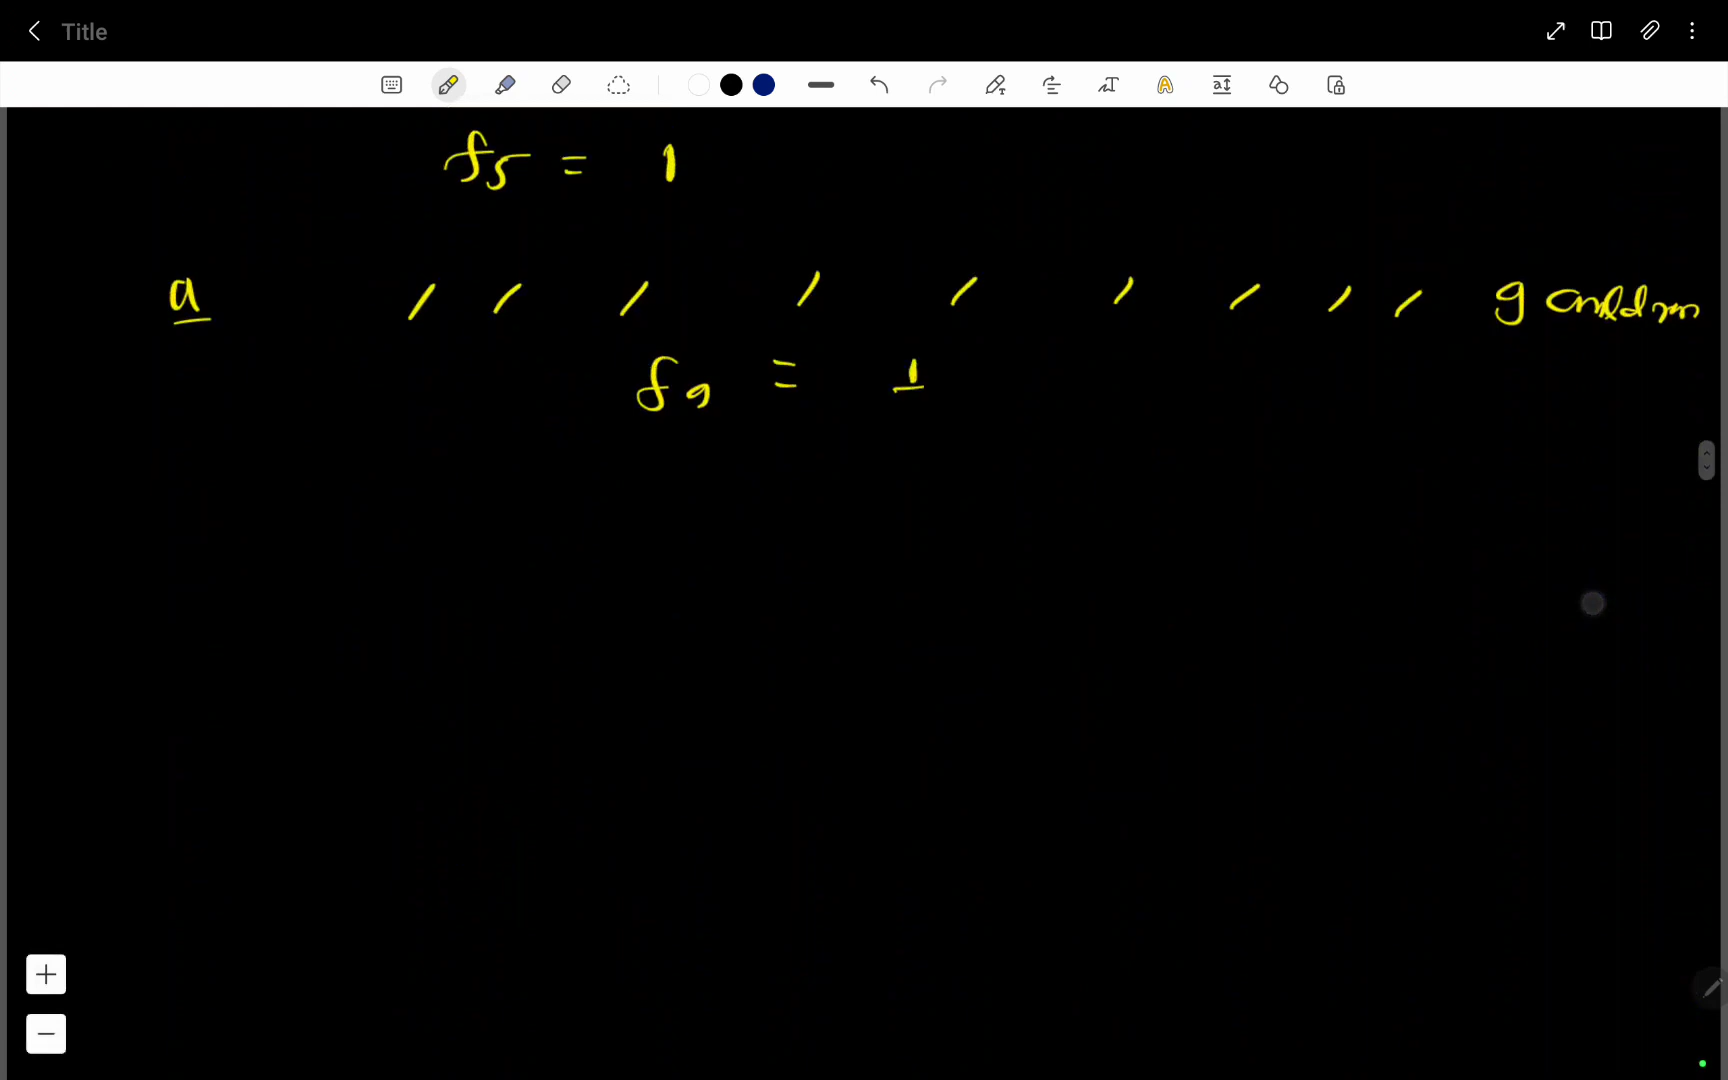 Title
f5 = 1
a / / / / / / / / / 9 children
f9 = 1